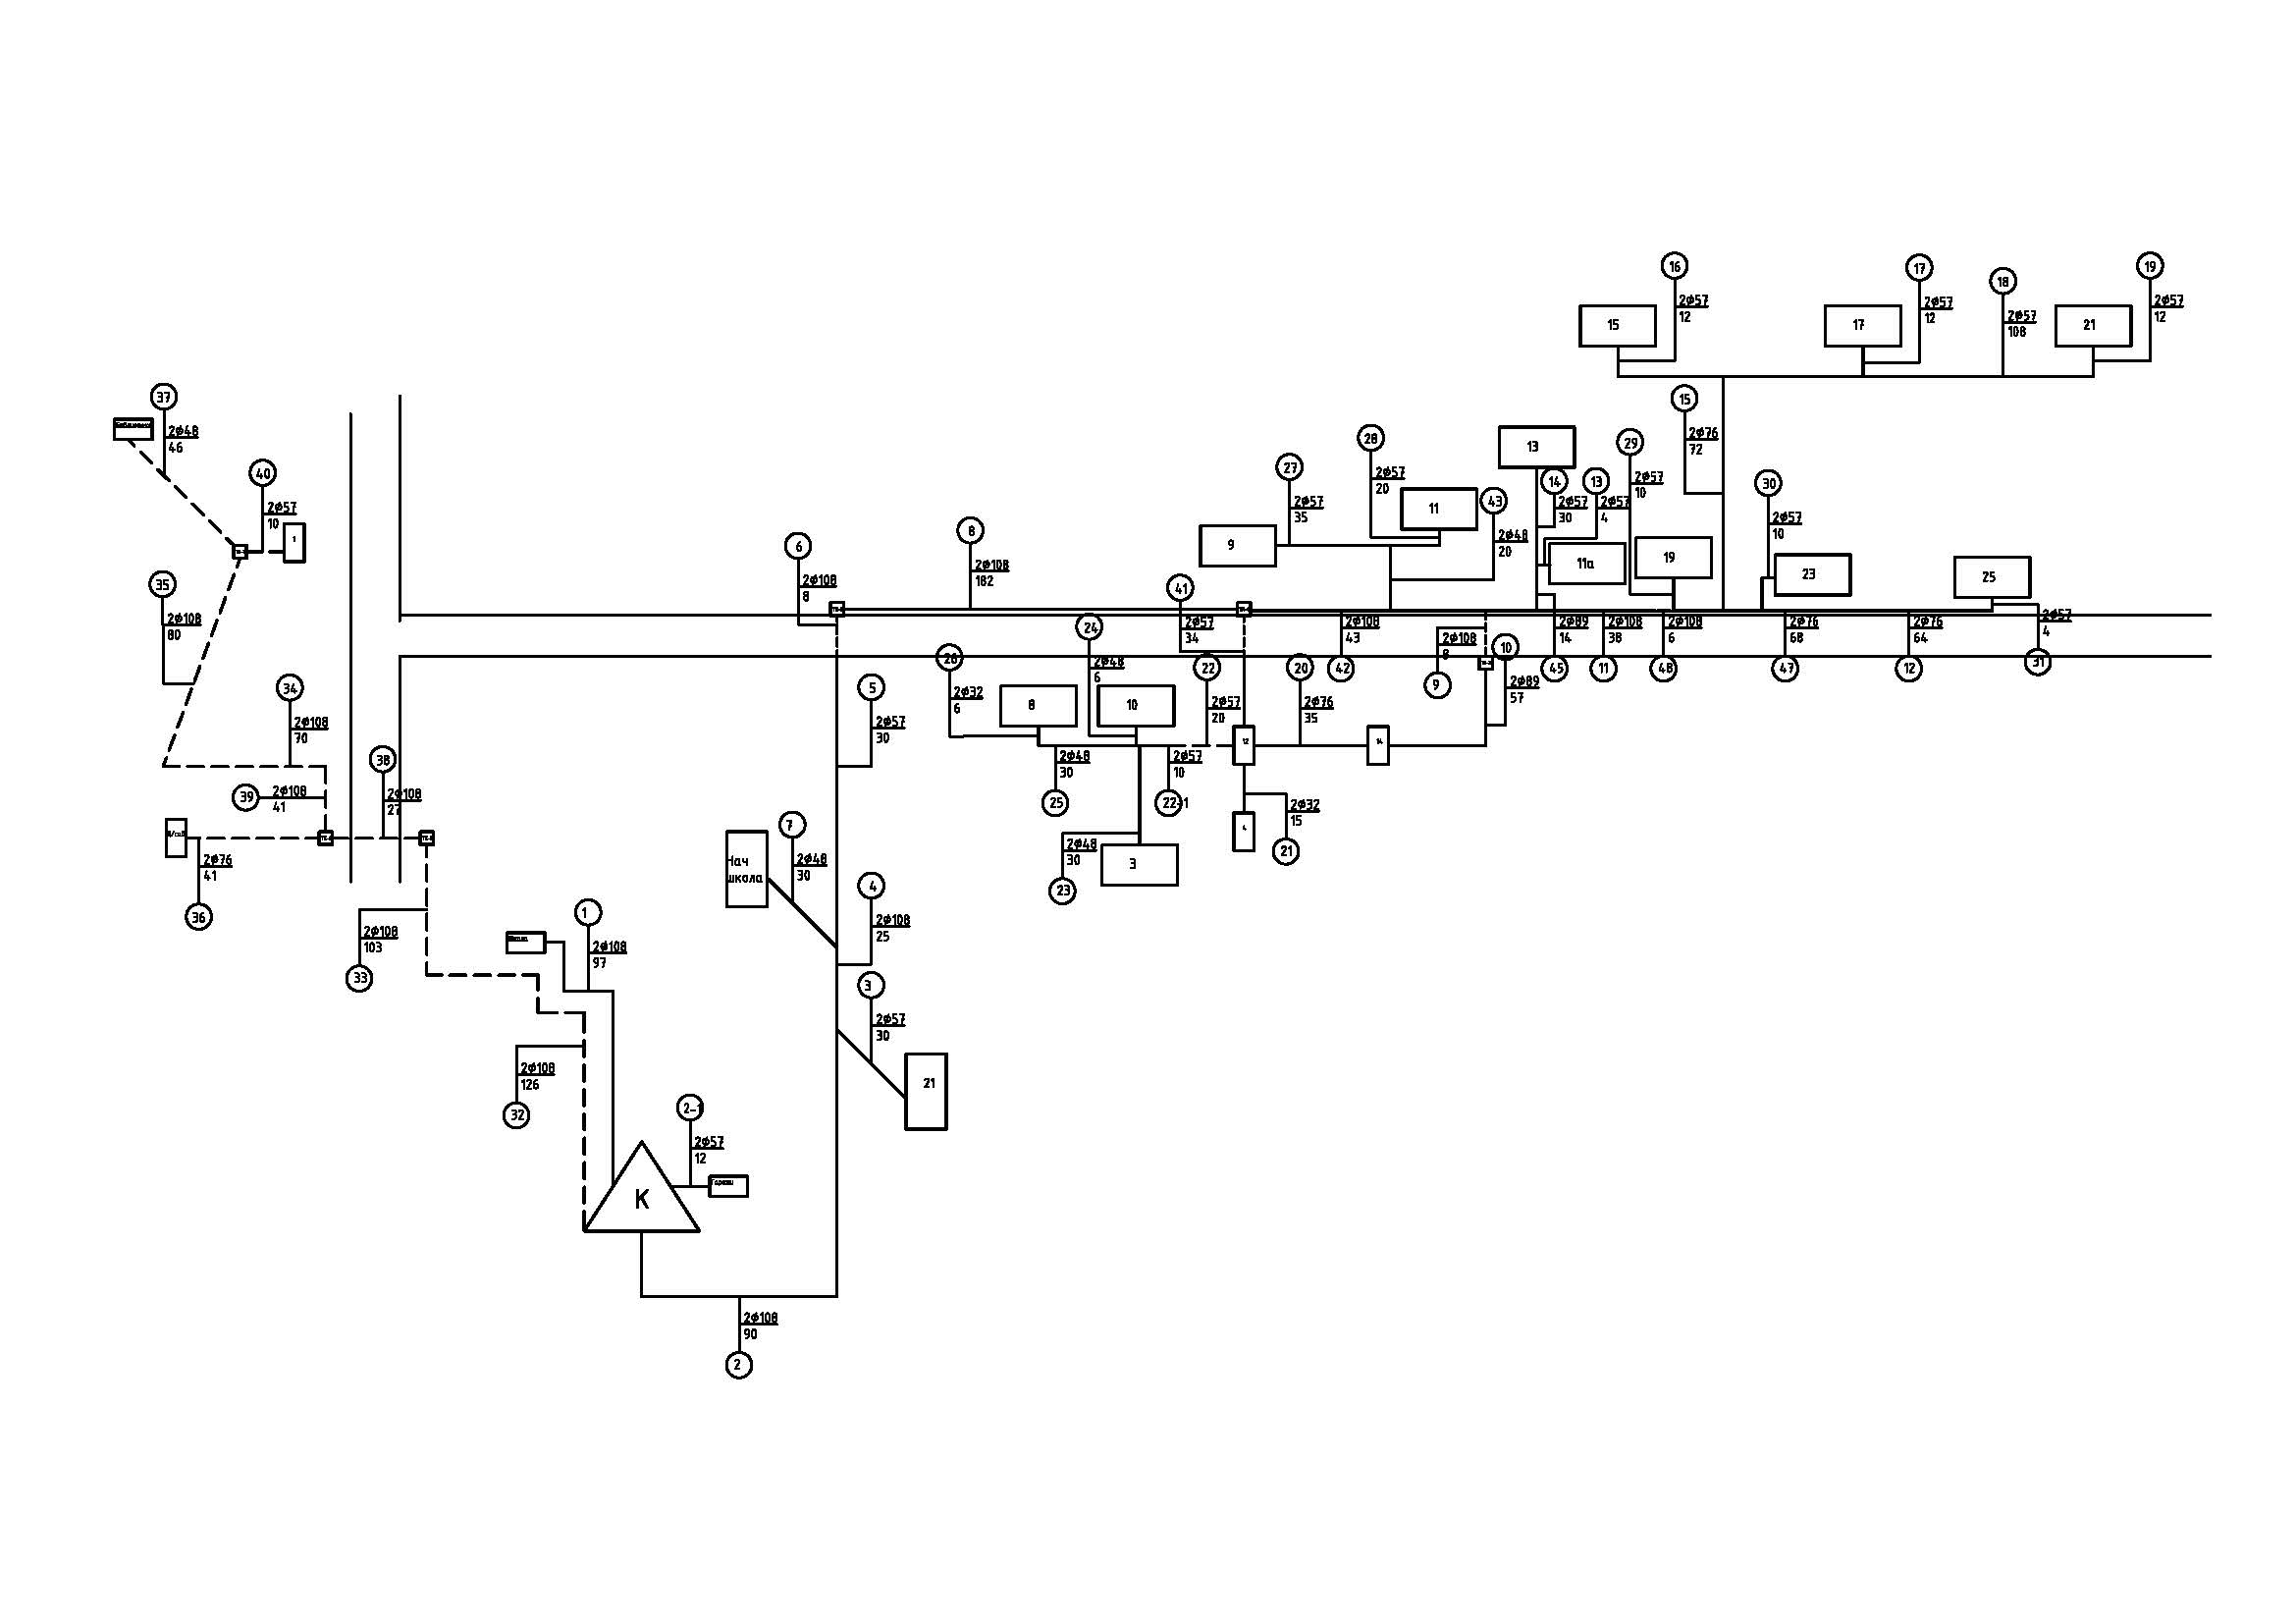 16
2ø57
12
15
17
2ø57
12
17
18
2ø57
108
19
2ø57
12
21
37
2ø48
46
40
2ø57
10
1
35
2ø108
80
34
2ø108
70
39
2ø108
41
38
2ø108
27
2ø76
41
36
33
2ø108
103
32
2ø108
126
1
2ø108
97
2-1
2ø57
12
К
2
2ø108
90
3
2ø57
30
21
4
2ø108
25
7
2ø48
30
Нач
школа
5
2ø57
30
6
2ø108
8
8
2ø108
182
41
2ø57
34
24
2ø48
6
26
2ø32
6
8
10
22
2ø57
20
20
2ø76
35
42
2ø108
43
12
14
2ø48
30
25
2ø57
10
22-1
2ø48
30
23
3
2ø32
15
21
4
9
2ø108
8
10
2ø89
57
27
2ø57
35
9
28
2ø57
20
11
43
2ø48
20
13
14
2ø57
30
13
2ø57
4
11а
29
2ø57
10
19
15
2ø76
72
30
2ø57
10
23
25
2ø57
4
31
2ø89
14
45
2ø108
38
11
2ø108
6
2ø76
68
47
2ø76
64
12